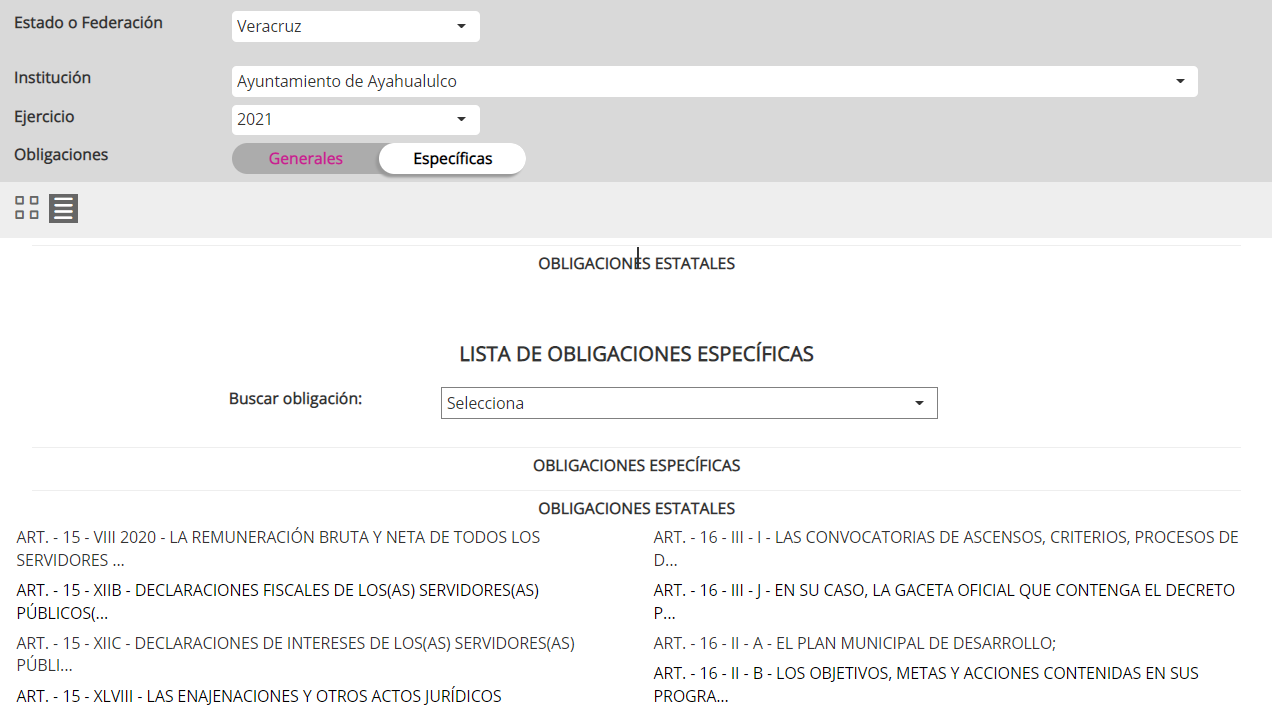 Estado o Federación
Veracruz
Institución
Ayuntamiento de Ayahualulco
Ejercicio
2021
Obligaciones
Generales
Específicas
OBLIGACIONES ESTATALES
LISTA DE OBLIGACIONES ESPECÍFICAS
Buscar obligación:
Selecciona
OBLIGACIONES ESPECÍFICAS
OBLIGACIONES ESTATALES
ART. - 15 - VIII 2020 - LA REMUNERACIÓN BRUTA Y NETA DE TODOS LOS
SERVIDORES ...
ART. - 15 - XIIB - DECLARACIONES FISCALES DE LOS(AS) SERVIDORES(AS)
PÚBLICOS(...
ART. - 15 - XIIC - DECLARACIONES DE INTERESES DE LOS(AS) SERVIDORES(AS)
PÚBLI...
ART. - 15 - XLVIII - LAS ENAJENACIONES Y OTROS ACTOS JURÍDICOS
ART. - 16 - III - I - LAS CONVOCATORIAS DE ASCENSOS, CRITERIOS, PROCESOS DE
D...
ART. - 16 - III - J - EN SU CASO, LA GACETA OFICIAL QUE CONTENGA EL DECRETO
P...
ART. - 16 - II - A - EL PLAN MUNICIPAL DE DESARROLLO;
ART. - 16 - II - B - LOS OBJETIVOS, METAS Y ACCIONES CONTENIDAS EN SUS
PROGRA...